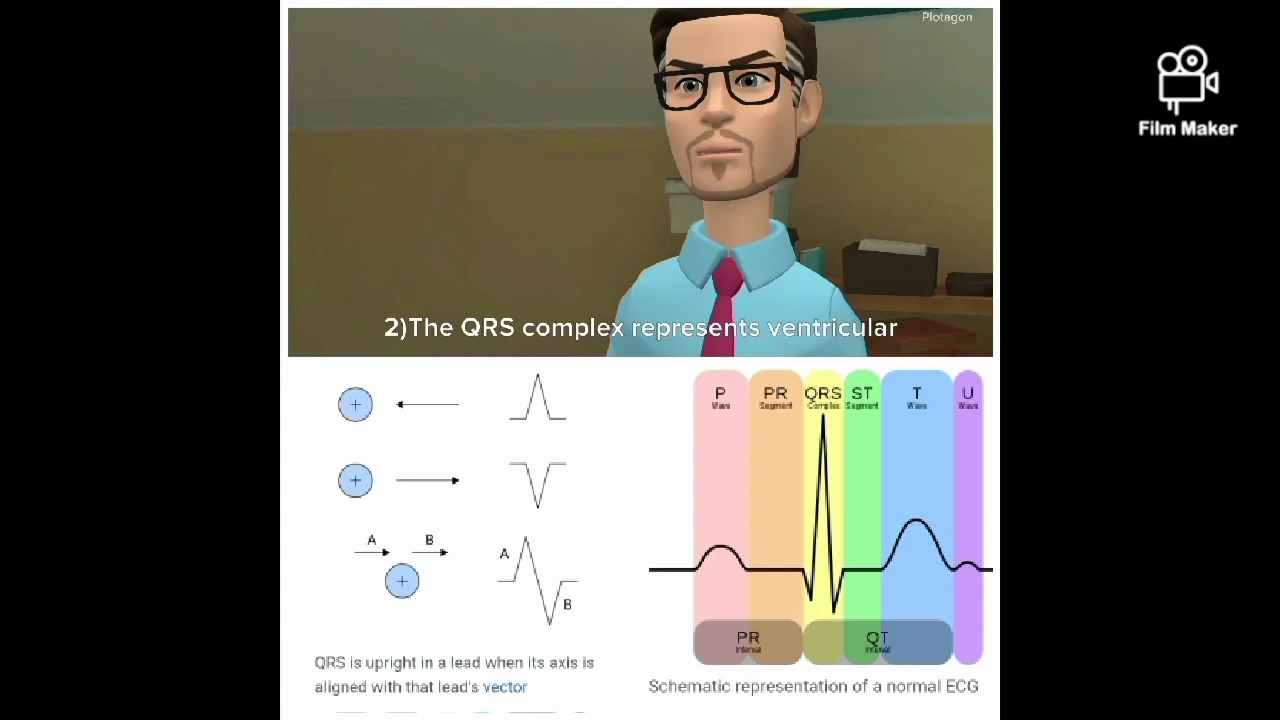 Plotagon
Film Maker
2)The QRS complex represents ventricular
+
+
A B
+
A
B
QRS is upright in a lead when its axis is
aligned with that lead's vector
P PR QRS ST T U
Wave Segment Complex Segment Wave Wave
PR QT
Interval Interval
Schematic representation of a normal ECG